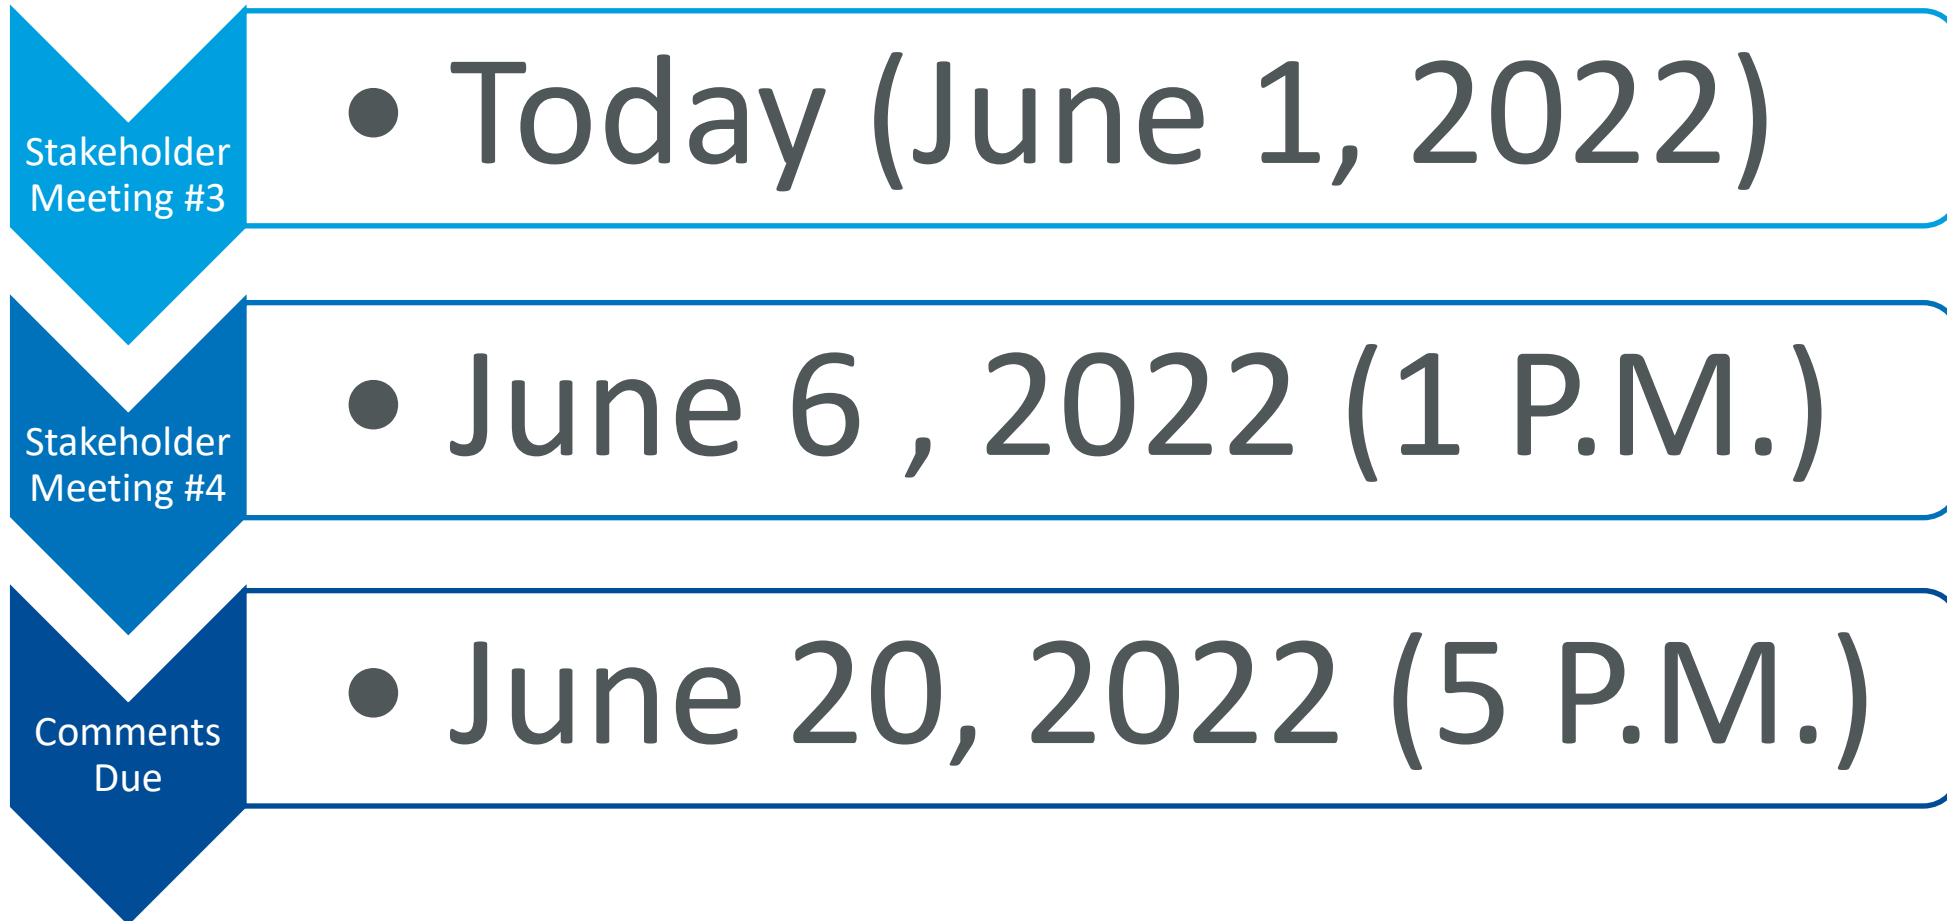 Stakeholder
Meeting #3
• Today (June 1, 2022)
Stakeholder
Meeting #4
• June 6 , 2022 (1 P.M.)
Comments
Due
• June 20, 2022 (5 P.M.)